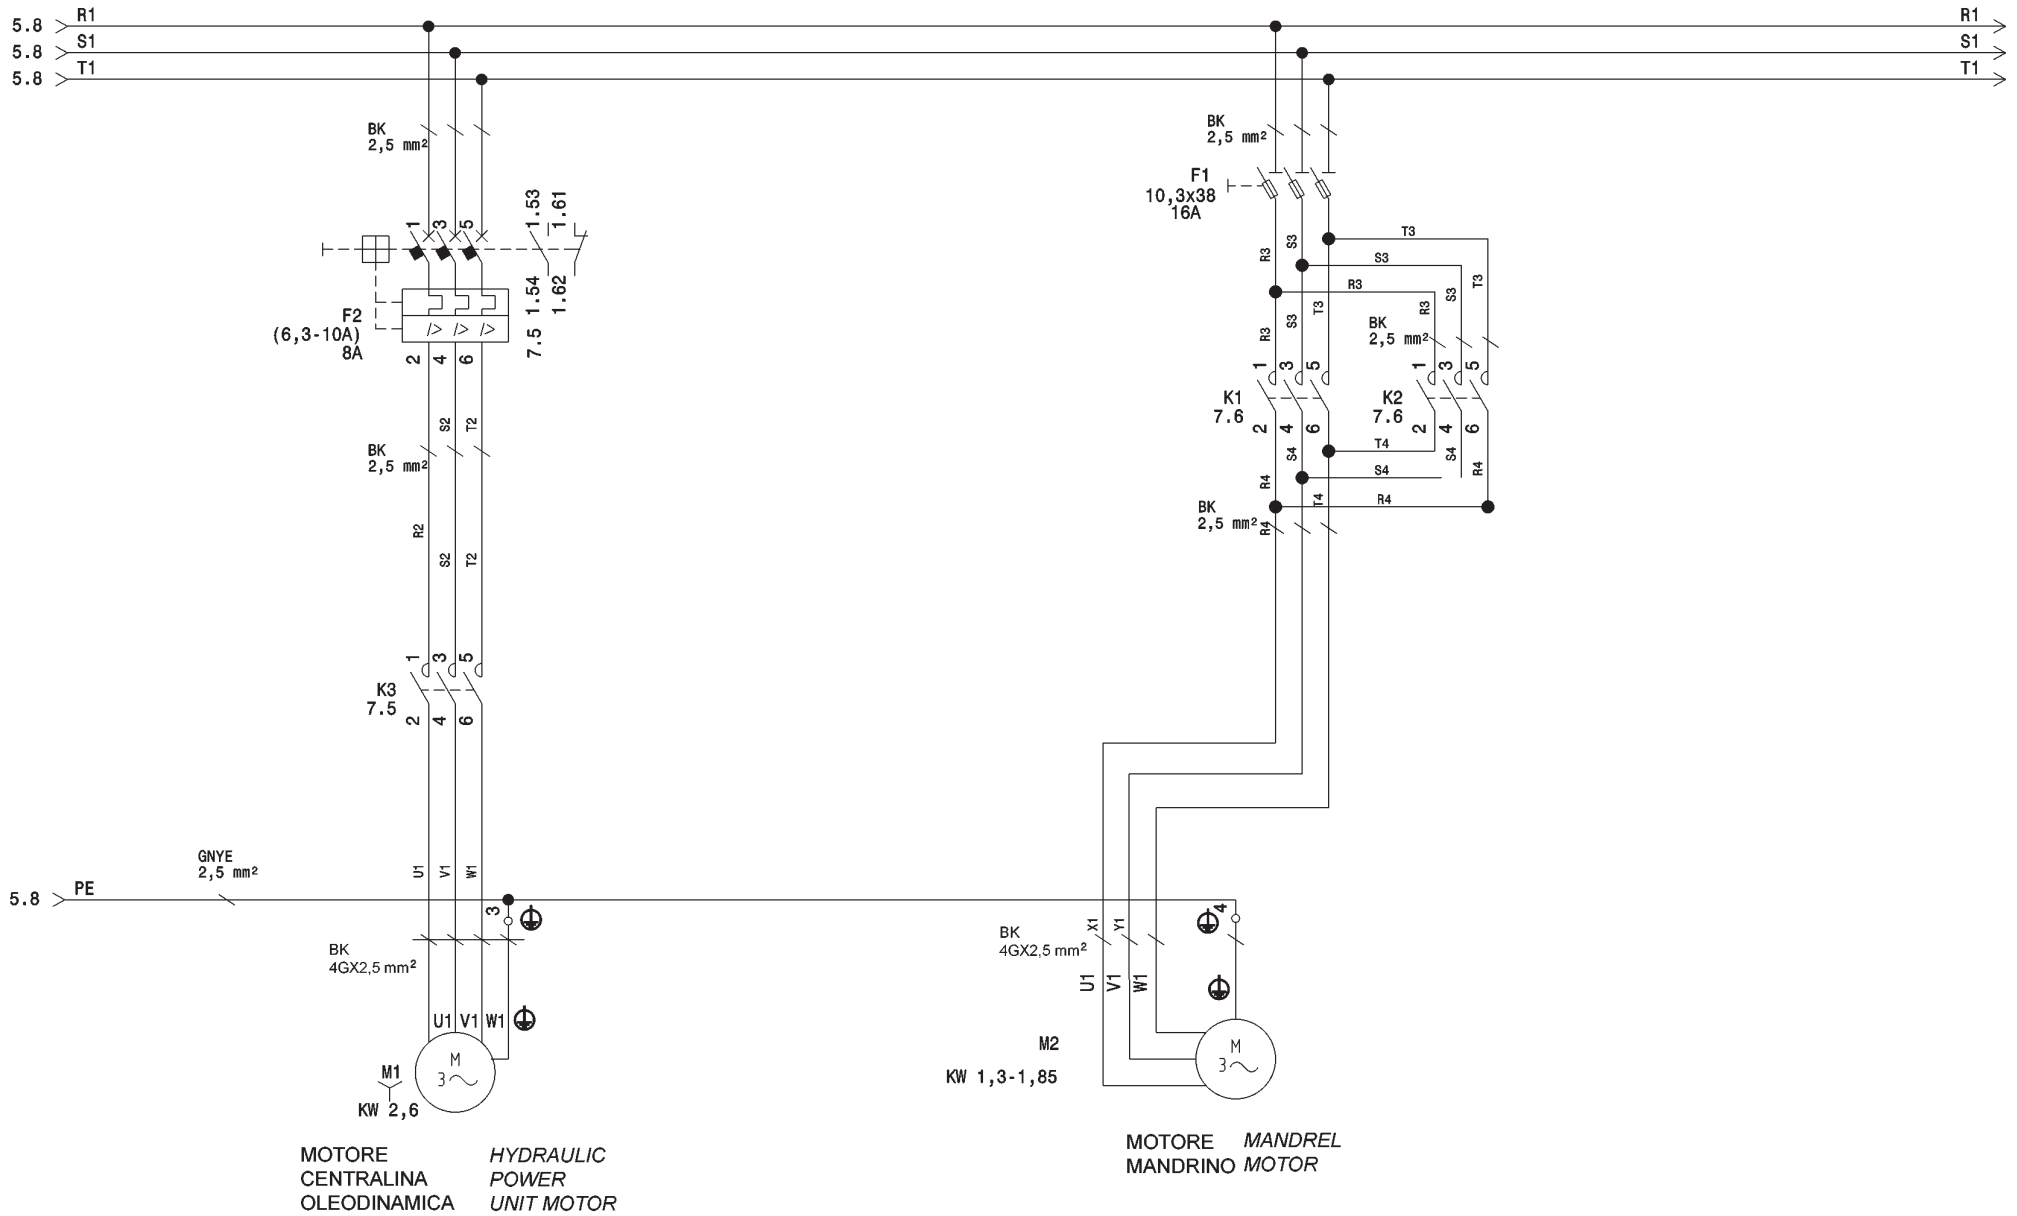 5.8 R1 R1
5.8 S1 S1
5.8 T1 T1
BK
2,5 mm²
BK
2,5 mm²
1 3 5
1.53 1.61
1.54 1.62
7.5
F2
(6,3-10A)
8A
2 4 6
S2 T2
BK
2,5 mm²
R2
S2 T2
1 3 5
K3
7.5
2 4 6
F1
10,3x38
16A
R3 S3
T3
S3
R3
R3 S3 T3
R3 S3 T3
BK
2,5 mm²
1 3 5
K1
7.6
2 4 6
1 3 5
K2
7.6
2 4 6
T4
S4
R4
R4 S4 T4
S4 R4
BK
2,5 mm²
R4
GNYE
2,5 mm²
5.8 PE
U1 V1 W1
3
BK
4GX2,5 mm²
U1 V1 W1
M1
M
3
KW 2,6
MOTORE
CENTRALINA
OLEODINAMICA
HYDRAULIC
POWER
UNIT MOTOR
4
X1 Y1
BK
4GX2,5 mm²
U1 V1 W1
M2
KW 1,3-1,85
M
3
MOTORE
MANDRINO
MANDREL
MOTOR